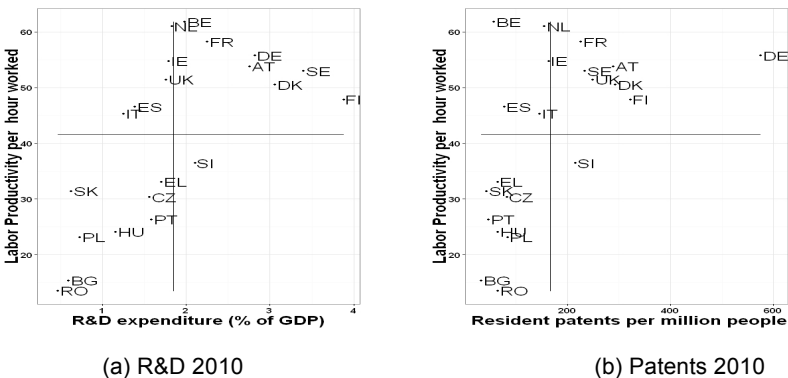 Labor Productivity per hour worked
60
50
40
30
20
BE
NL
FR
IE
DE
AT
SE
UK
DK
FI
ES
IT
SI
EL
SK
CZ
PT
HU
PL
BG
RO
1 2 3 4
R&D expenditure (% of GDP)
(a) R&D 2010
Labor Productivity per hour worked
60
50
40
30
20
BE
NL
FR
DE
IE
AT
SE
UK
DK
FI
ES
IT
SI
EL
SK
CZ
PT
HU
PL
BG
RO
200 400 600
Resident patents per million people
(b) Patents 2010